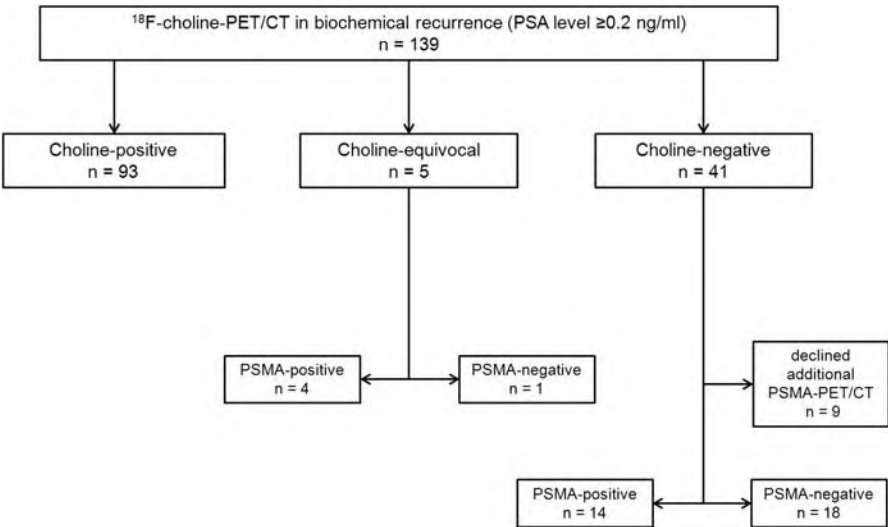 ¹⁸F-choline-PET/CT in biochemical recurrence (PSA level ≥0.2 ng/ml)
n = 139
Choline-positive
n = 93
Choline-equivocal
n = 5
Choline-negative
n = 41
PSMA-positive
n = 4
PSMA-negative
n = 1
declined
additional
PSMA-PET/CT
n = 9
PSMA-positive
n = 14
PSMA-negative
n = 18